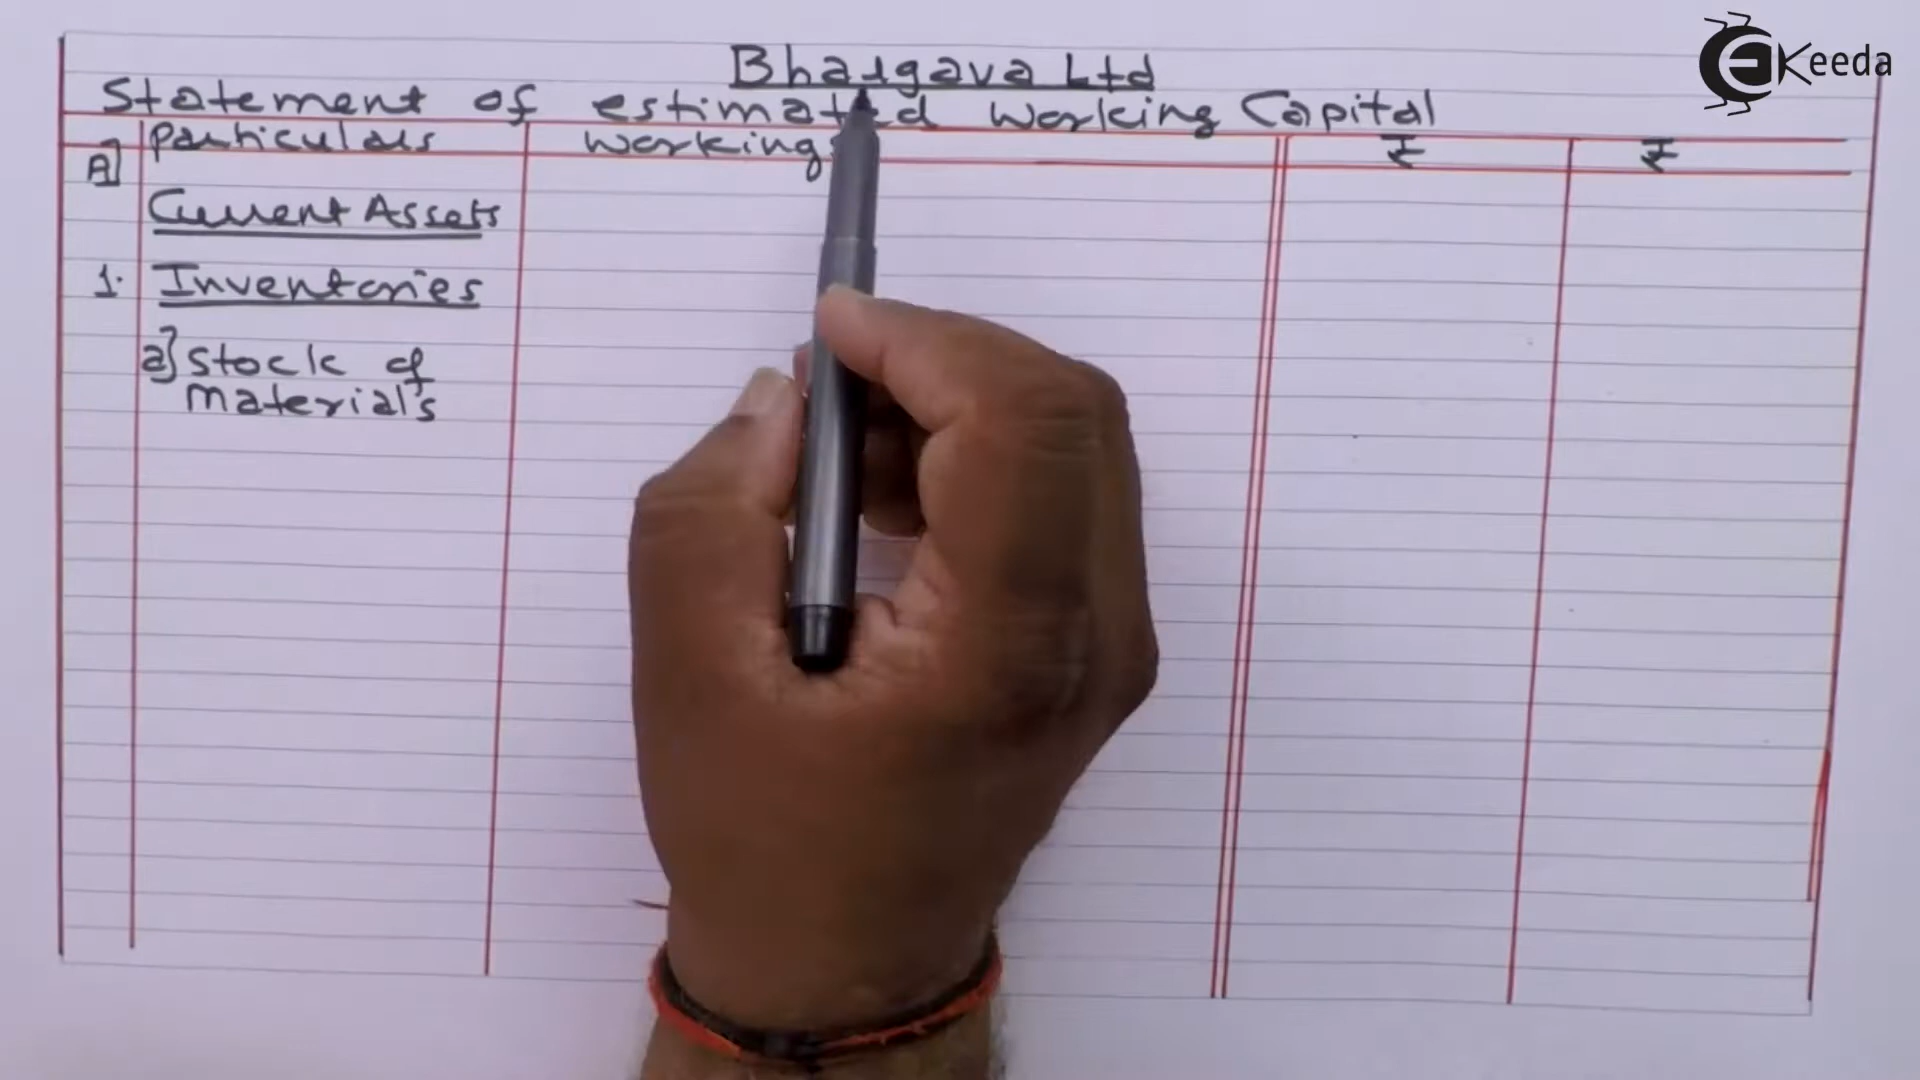 Bhargava Ltd
Statement of estimated Working Capital
Particulars Workings ₹ ₹
A]
Current Assets
1. Inventories
a] Stock of
Materials
Keeda